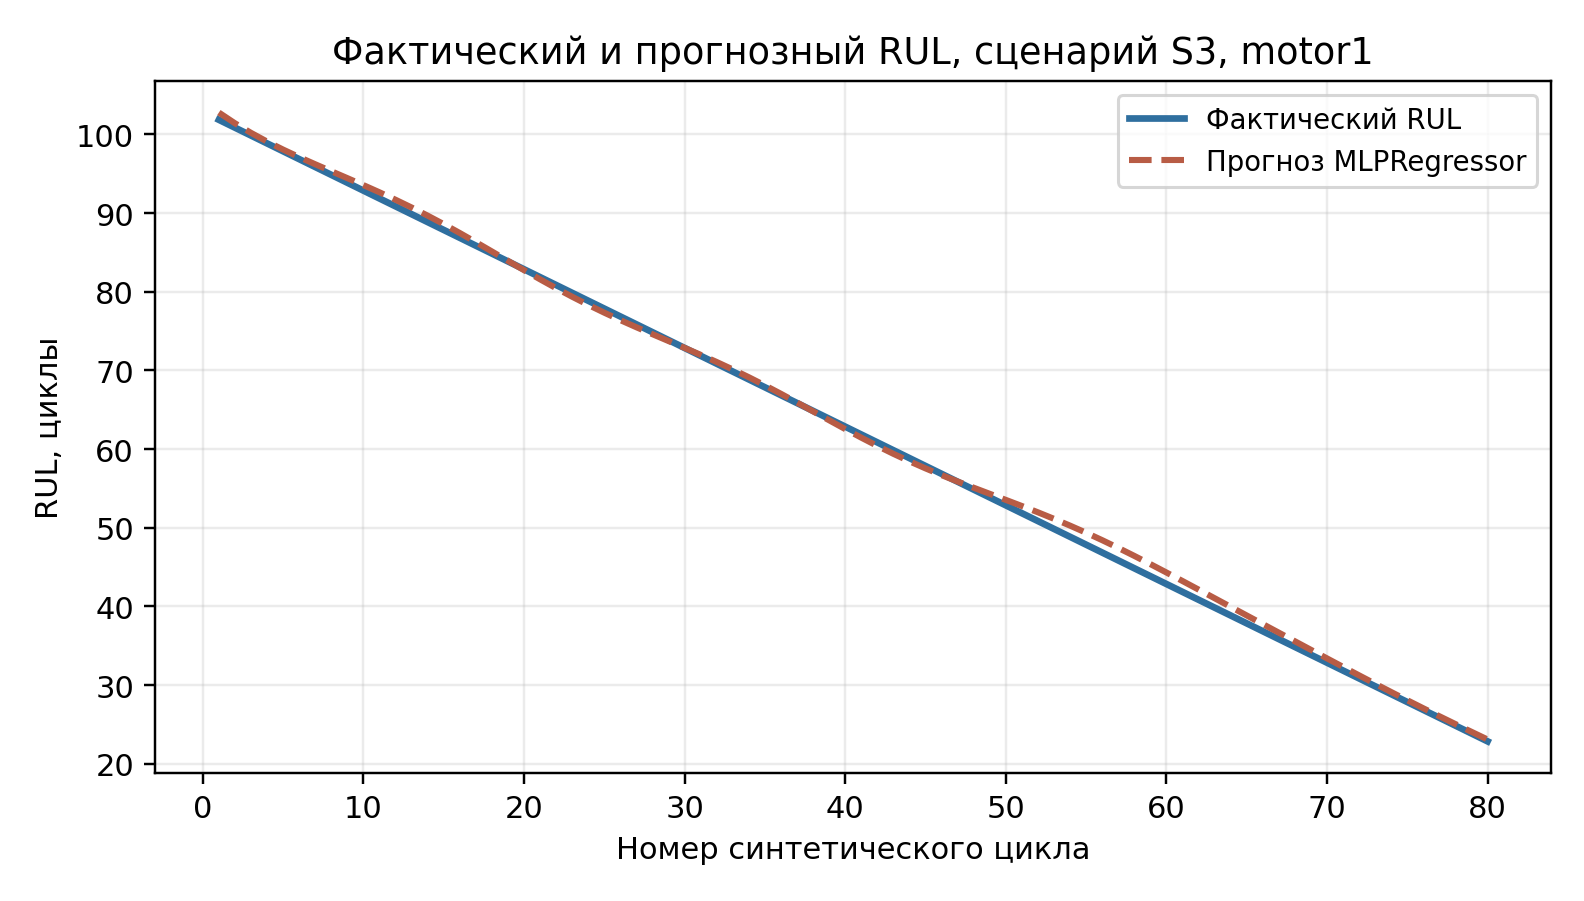 Фактический и прогнозный RUL, сценарий S3, motor1
Фактический RUL
Прогноз MLPRegressor
RUL, циклы
100
90
80
70
60
50
40
30
20
0 10 20 30 40 50 60 70 80
Номер синтетического цикла